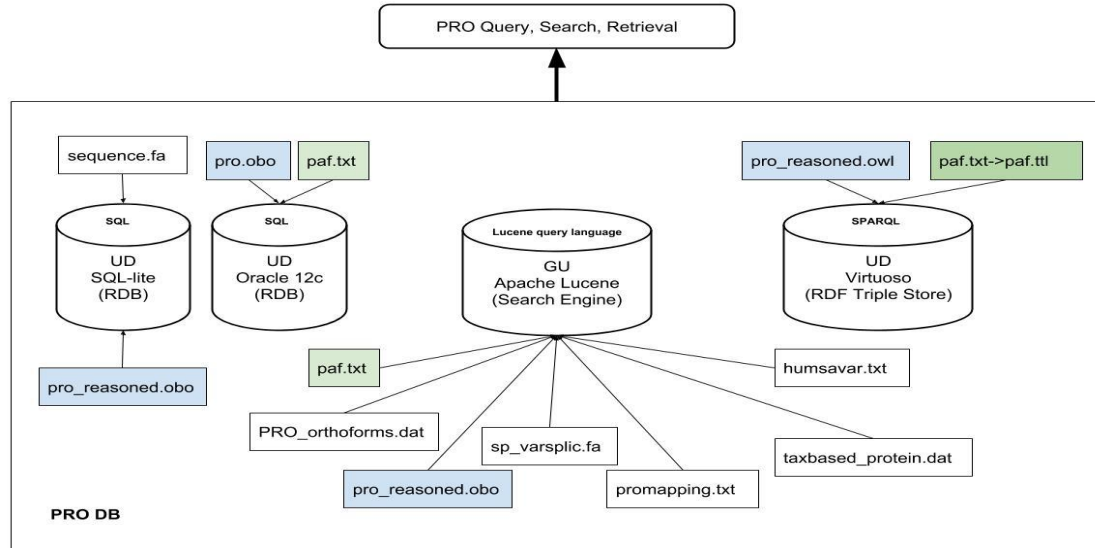 PRO Query, Search, Retrieval
sequence.fa
pro.obo
paf.txt
pro_reasoned.owl
paf.txt->paf.ttl
SQL
UD
SQL-lite
(RDB)
SQL
UD
Oracle 12c
(RDB)
Lucene query language
GU
Apache Lucene
(Search Engine)
SPARQL
UD
Virtuoso
(RDF Triple Store)
pro_reasoned.obo
paf.txt
humsavar.txt
PRO_orthoforms.dat
sp_varsplic.fa
taxbased_protein.dat
pro_reasoned.obo
promapping.txt
PRO DB